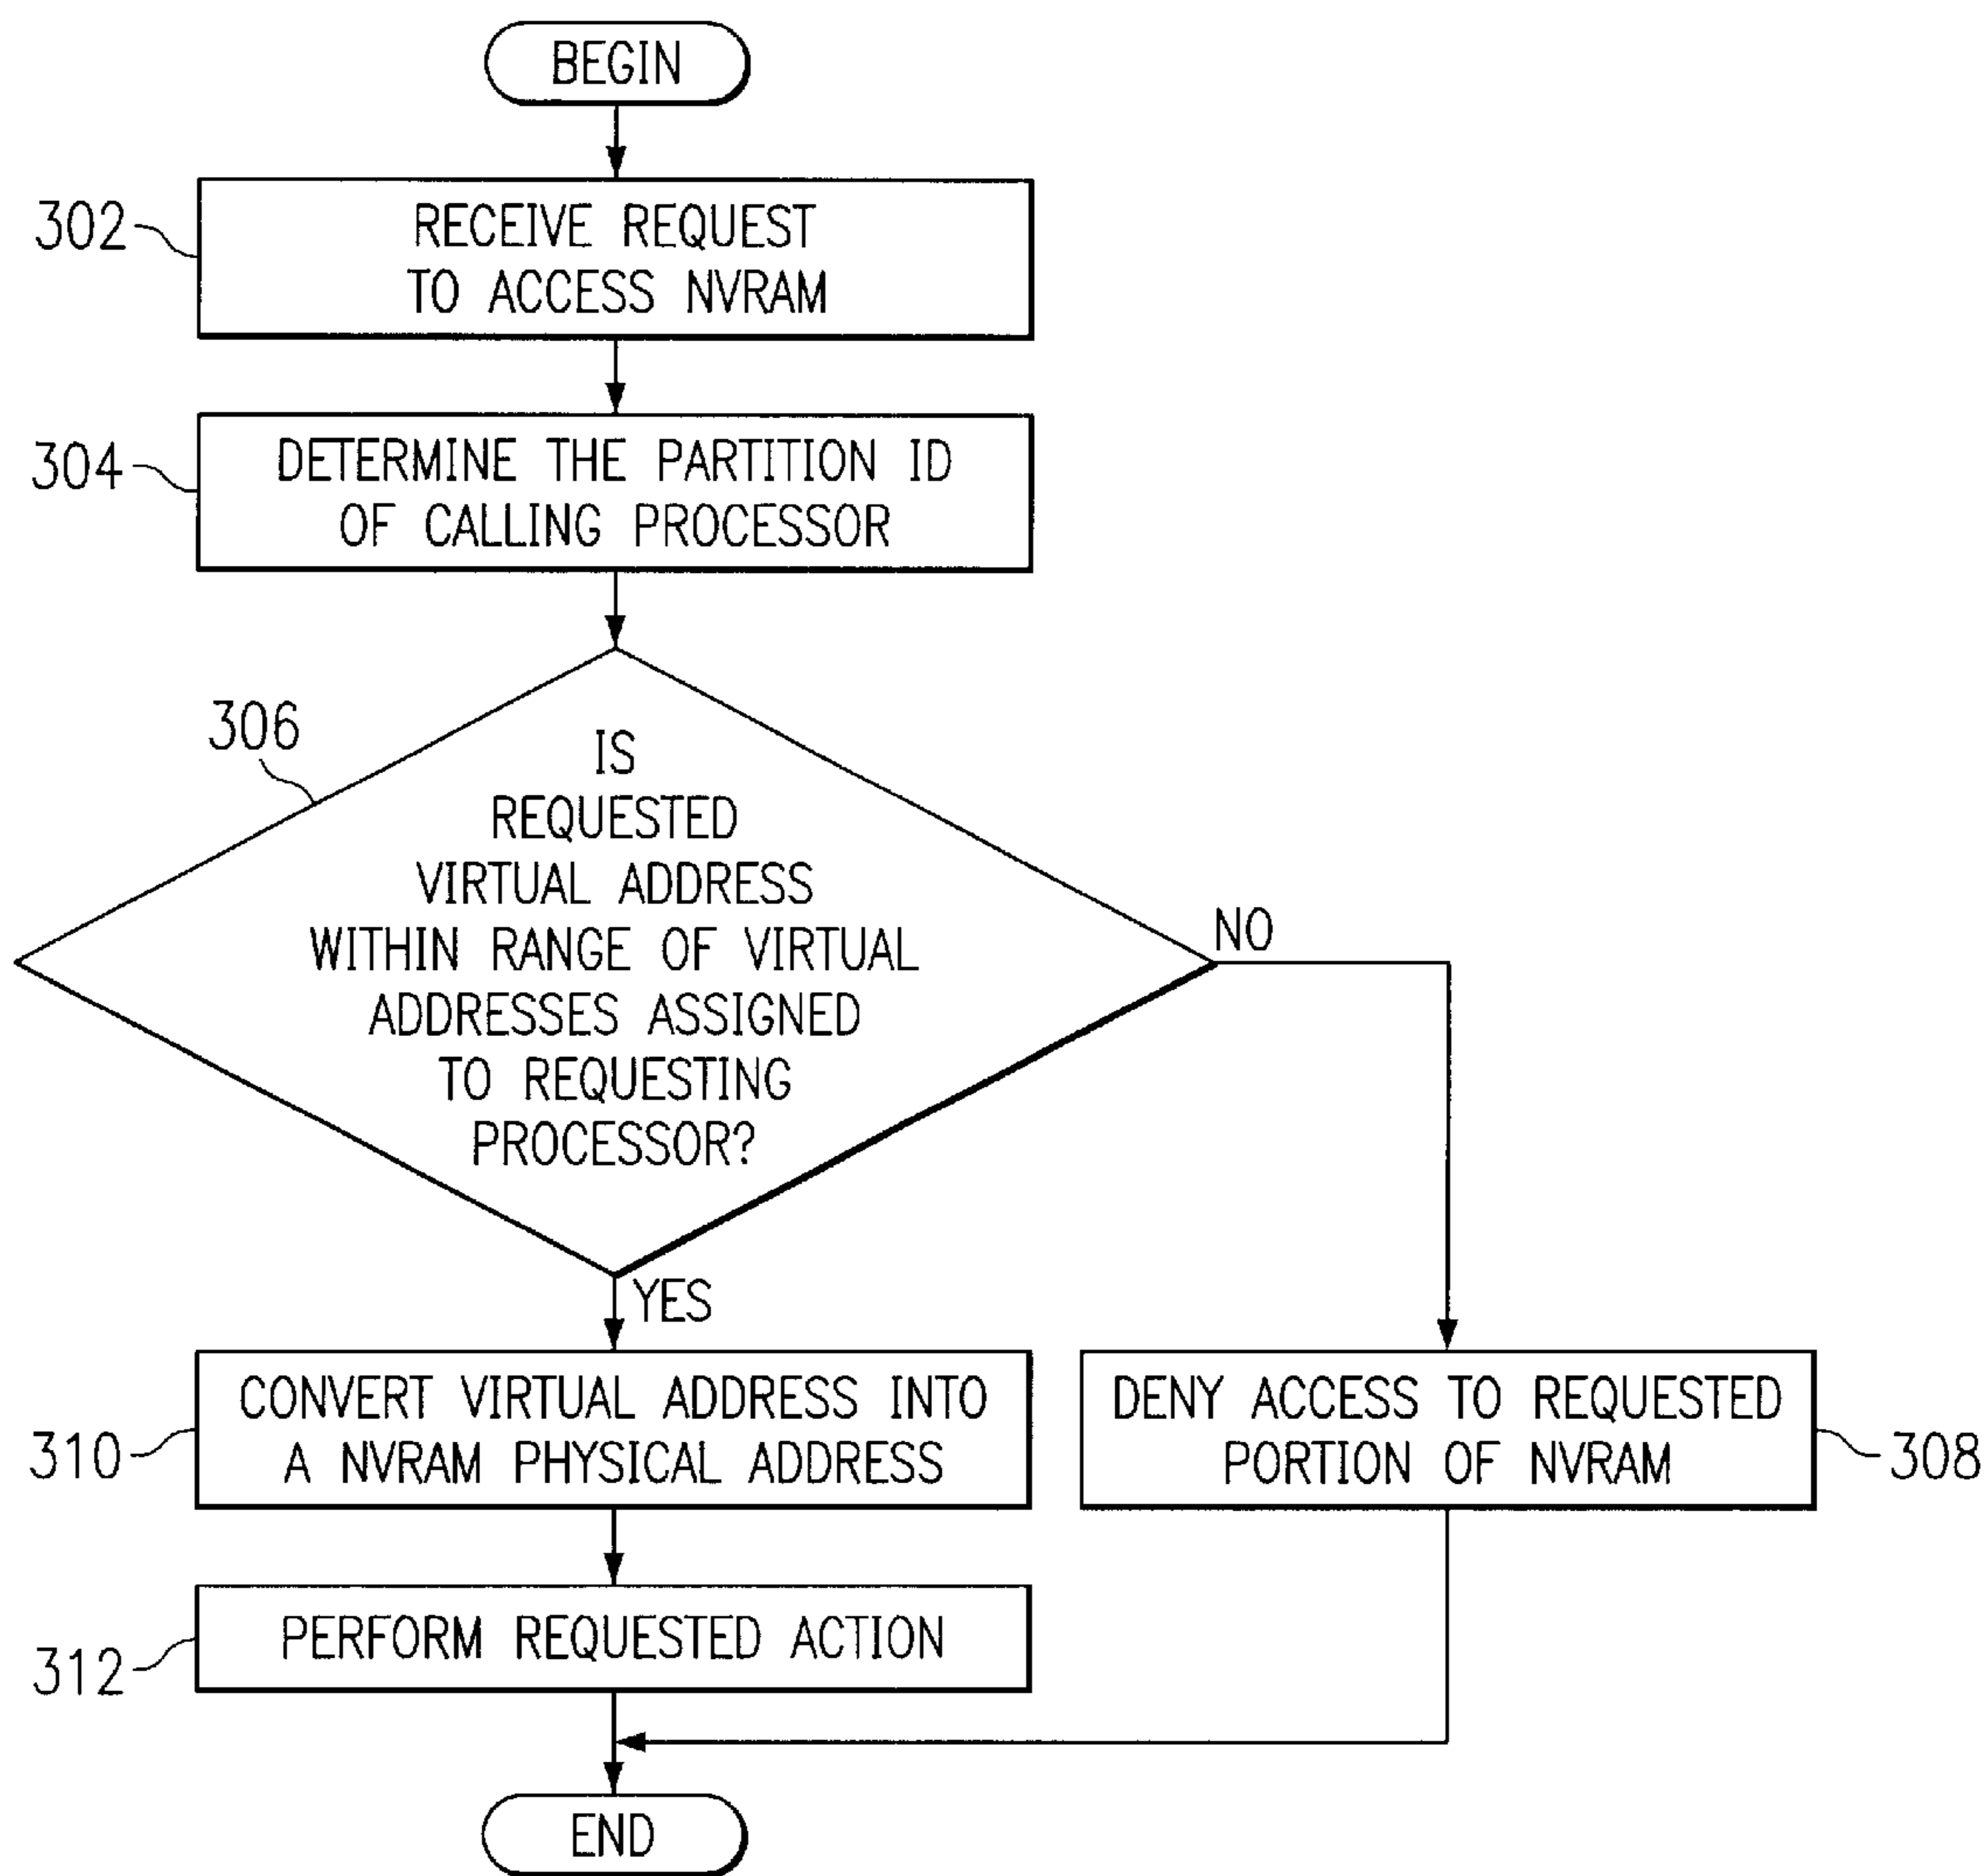 BEGIN
302
RECEIVE REQUEST
TO ACCESS NVRAM
304
DETERMINE THE PARTITION ID
OF CALLING PROCESSOR
306
IS
REQUESTED
VIRTUAL ADDRESS
WITHIN RANGE OF VIRTUAL
ADDRESSES ASSIGNED
TO REQUESTING
PROCESSOR?
NO
YES
310
CONVERT VIRTUAL ADDRESS INTO
A NVRAM PHYSICAL ADDRESS
DENY ACCESS TO REQUESTED
PORTION OF NVRAM
308
312
PERFORM REQUESTED ACTION
END